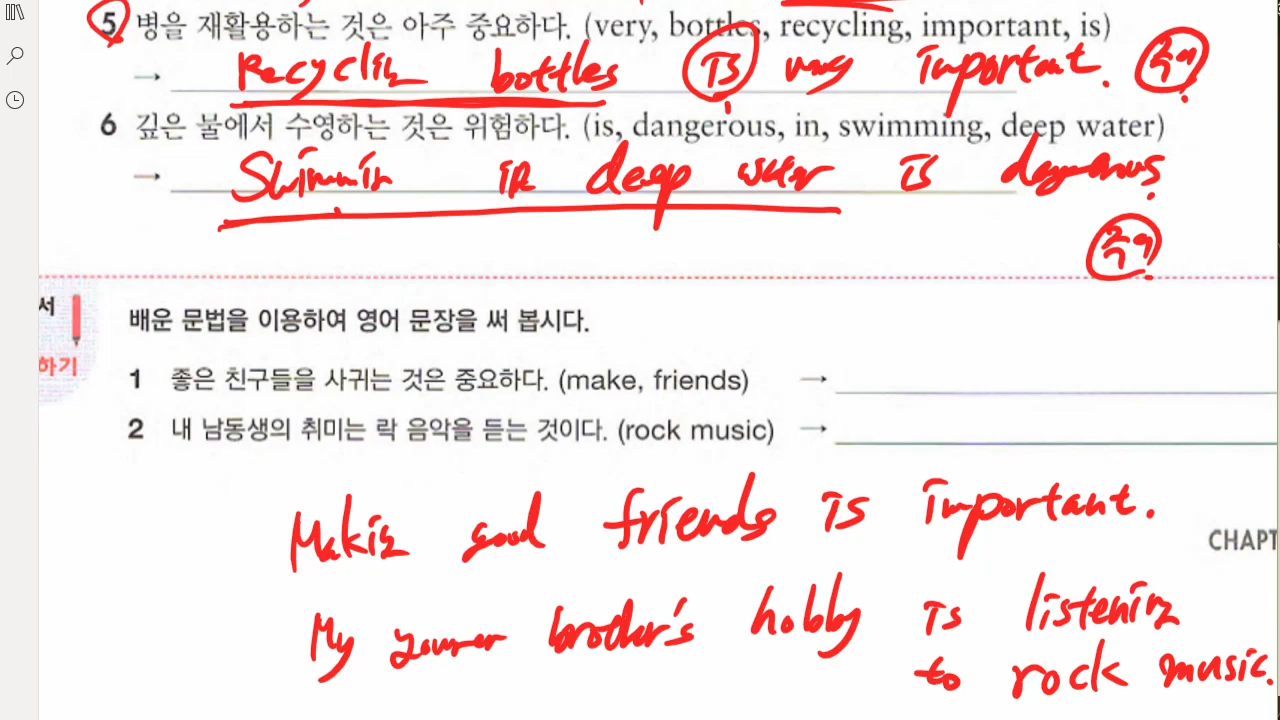 5 병을 재활용하는 것은 아주 중요하다. (very, bottles, recycling, important, is)
→ Recycling bottles is very important. 주어
6 깊은 물에서 수영하는 것은 위험하다. (is, dangerous, in, swimming, deep water)
→ Swimming in deep water is dangerous.
주어
서
하기
배운 문법을 이용하여 영어 문장을 써 봅시다.
1 좋은 친구들을 사귀는 것은 중요하다. (make, friends) →
2 내 남동생의 취미는 락 음악을 듣는 것이다. (rock music) →
Making good friends is important.
CHAPT
My younger brother's hobby is listening
to rock music.